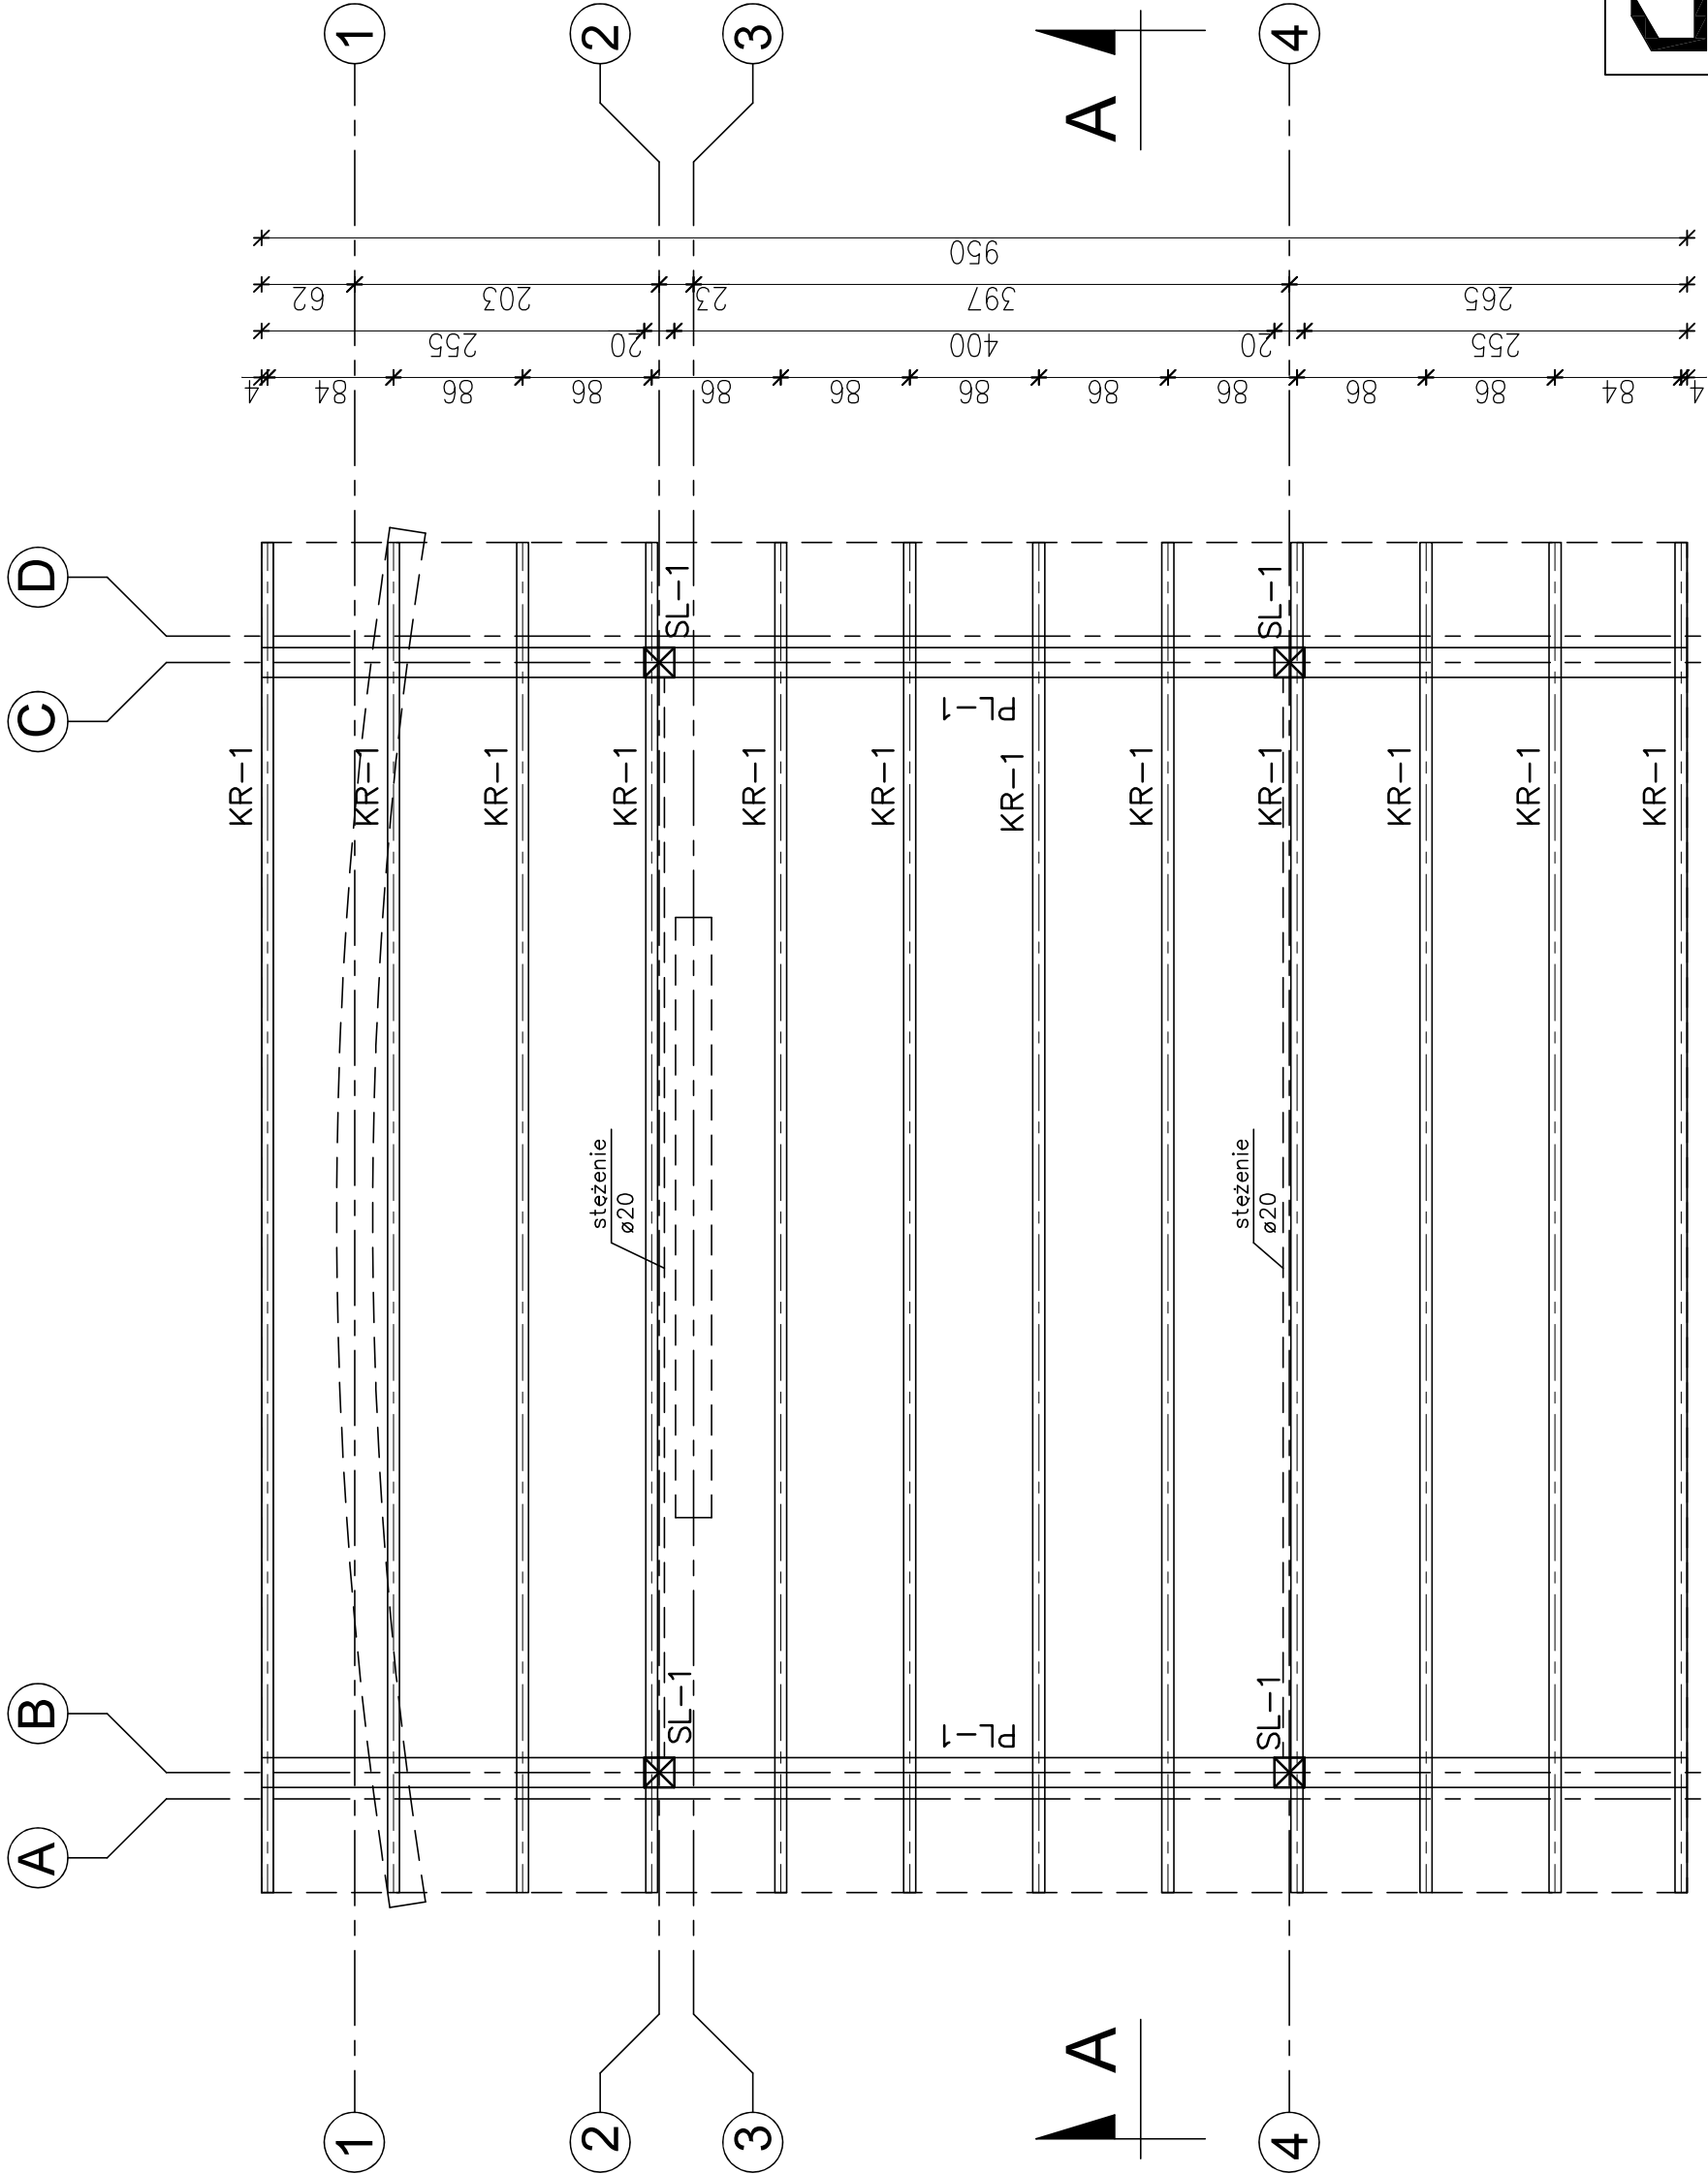 1
2
3
4
A
A
D
C
B
A
950
62
203
23
397
265
255
20
400
20
255
4
84
86
86
86
86
86
86
86
86
86
84
4
KR-1
KR-1
KR-1
KR-1
KR-1
KR-1
KR-1
KR-1
KR-1
KR-1
KR-1
KR-1
SL-1
SL-1
SL-1
SL-1
PL-1
PL-1
stężenie
ø20
stężenie
ø20
1
2
3
4